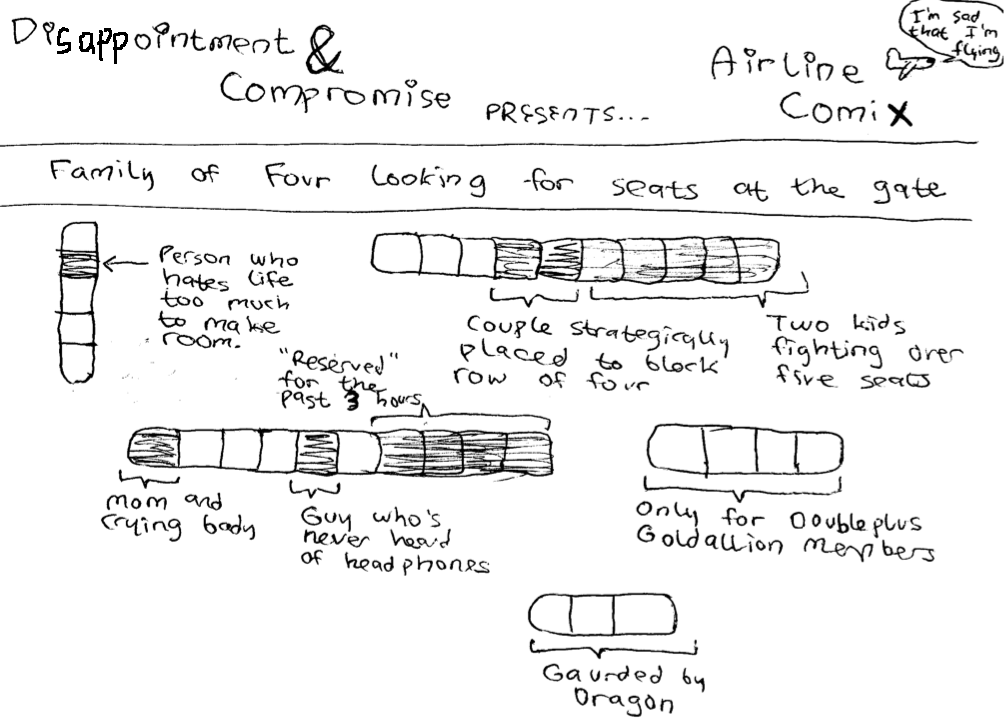 Disappointment &
Compromise PRESENTS...
Airline
Comix
I'm sad
that I'm
flying
Family of Four looking for seats at the gate
Person who
hates life
too much
to make
room.
Couple strategically
placed to block
row of four
Two kids
fighting over
five seats
"Reserved"
for the
past 3 hours
Mom and
Crying baby
Guy who's
never heard
of headphones
Only for Doubleplus
Goldallion members
Gaurded by
Dragon